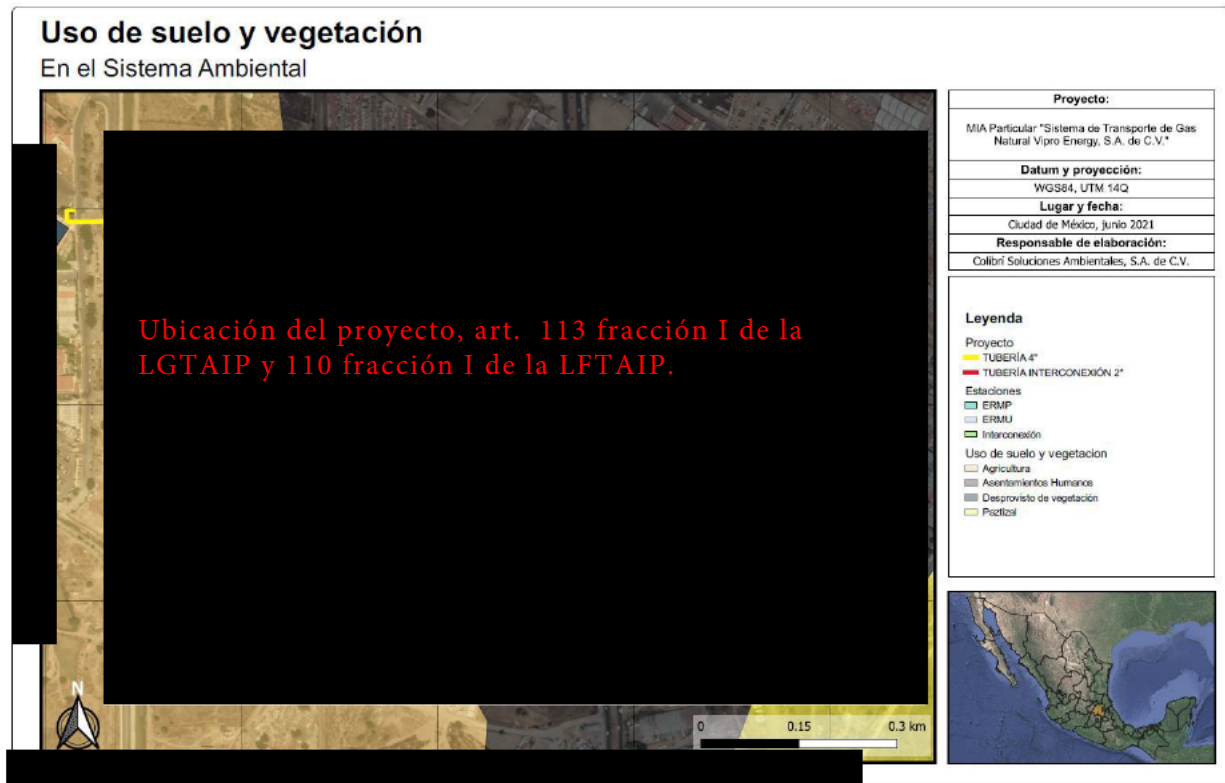 Uso de suelo y vegetación
En el Sistema Ambiental
Ubicación del proyecto, art. 113 fracción I de la
LGTAIP y 110 fracción I de la LFTAIP.
N
0 0.15 0.3 km
Proyecto:
MIA Particular "Sistema de Transporte de Gas
Natural Vipro Energy, S.A. de C.V."
Datum y proyección:
WGS84, UTM 14Q
Lugar y fecha:
Ciudad de México, junio 2021
Responsable de elaboración:
Colibrí Soluciones Ambientales, S.A. de C.V.
Leyenda
Proyecto
TUBERÍA 4"
TUBERÍA INTERCONEXIÓN 2"
Estaciones
ERMP
ERMU
Interconexión
Uso de suelo y vegetacion
Agricultura
Asentamientos Humanos
Desprovisto de vegetación
Paztizal